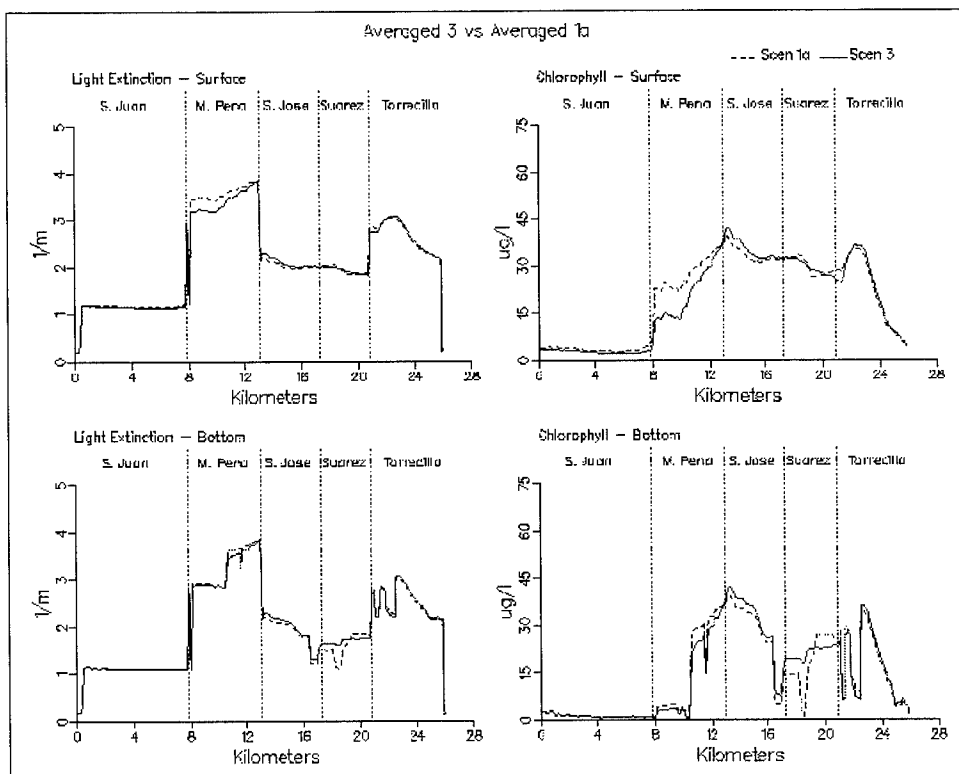 Averaged 3 vs Averaged 1a
Scen 1a
Scen 3
Light Extinction – Surface
S. Juan
M. Pena
S. Jose
Suarez
Torrecilla
1/m
0 1 2 3 4 5
0 4 8 12 16 20 24 28
Kilometers
Chlorophyll – Surface
S. Juan
M. Pena
S. Jose
Suarez
Torrecilla
ug/l
0 15 30 45 60 75
0 4 8 12 16 20 24 28
Kilometers
Light Extinction – Bottom
S. Juan
M. Pena
S. Jose
Suarez
Torrecilla
1/m
0 1 2 3 4 5
0 4 8 12 16 20 24 28
Kilometers
Chlorophyll – Bottom
S. Juan
M. Pena
S. Jose
Suarez
Torrecilla
ug/l
0 15 30 45 60 75
0 4 8 12 16 20 24 28
Kilometers